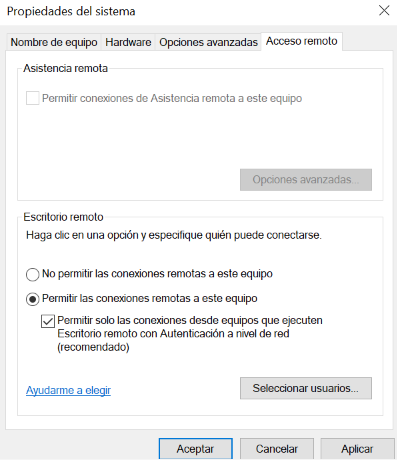 Propiedades del sistema
Nombre de equipo Hardware Opciones avanzadas Acceso remoto
Asistencia remota
Permitir conexiones de Asistencia remota a este equipo
Opciones avanzadas...
Escritorio remoto
Haga clic en una opción y especifique quién puede conectarse.
No permitir las conexiones remotas a este equipo
Permitir las conexiones remotas a este equipo
Permitir solo las conexiones desde equipos que ejecuten
Escritorio remoto con Autenticación a nivel de red
(recomendado)
Ayudarme a elegir
Seleccionar usuarios...
Aceptar Cancelar Aplicar